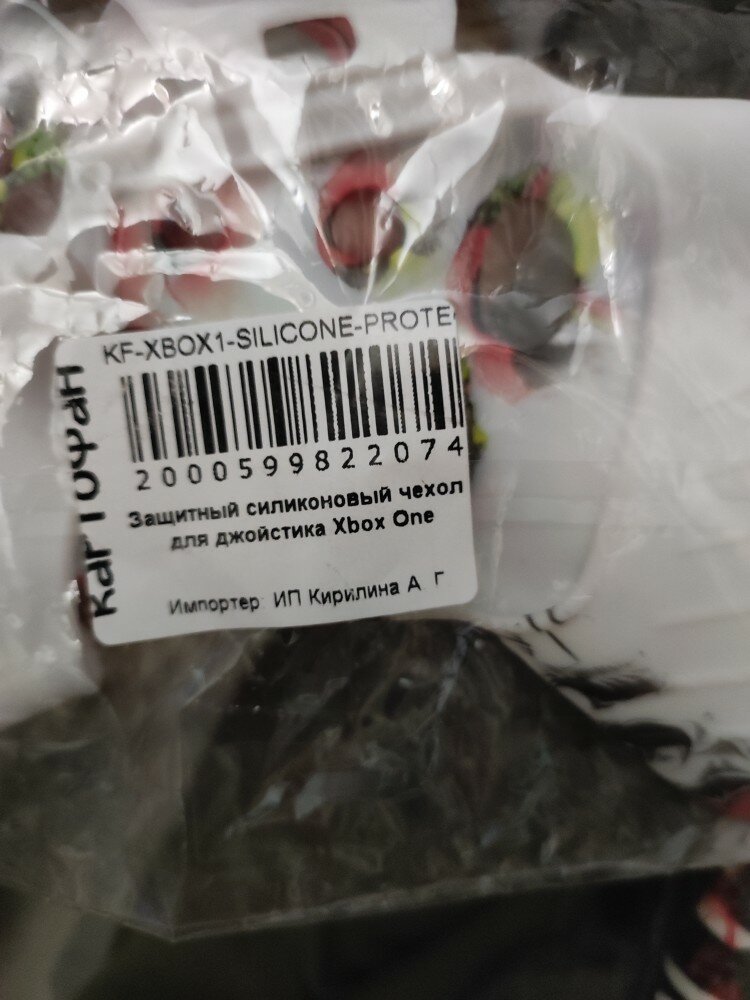 KF-XBOX1-SILICONE-PROTE
2000599822074
Защитный силиконовый чехол
для джойстика Xbox One
Импортер: ИП Кирилина А. Г
картофан